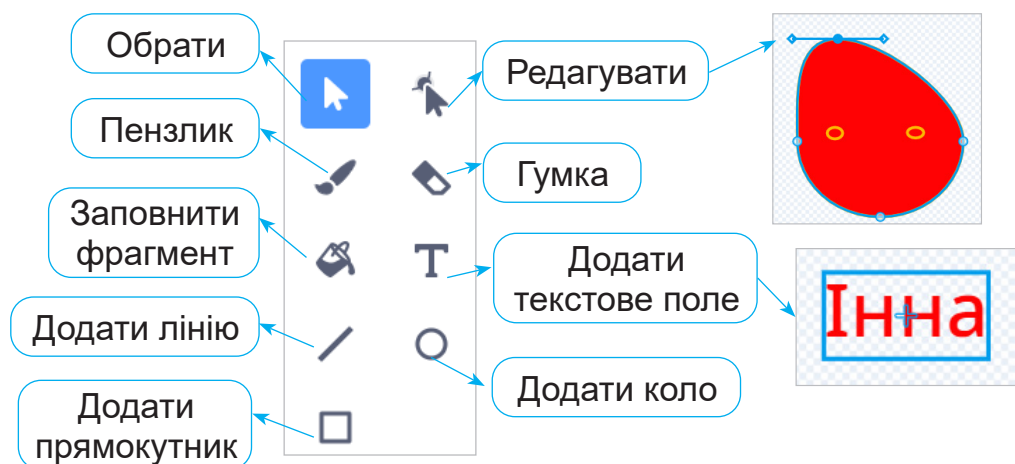 Обрати
Пензлик
Заповнити
фрагмент
Додати лінію
Додати
прямокутник
Редагувати
Гумка
Додати
текстове поле
Додати коло
T
Інна